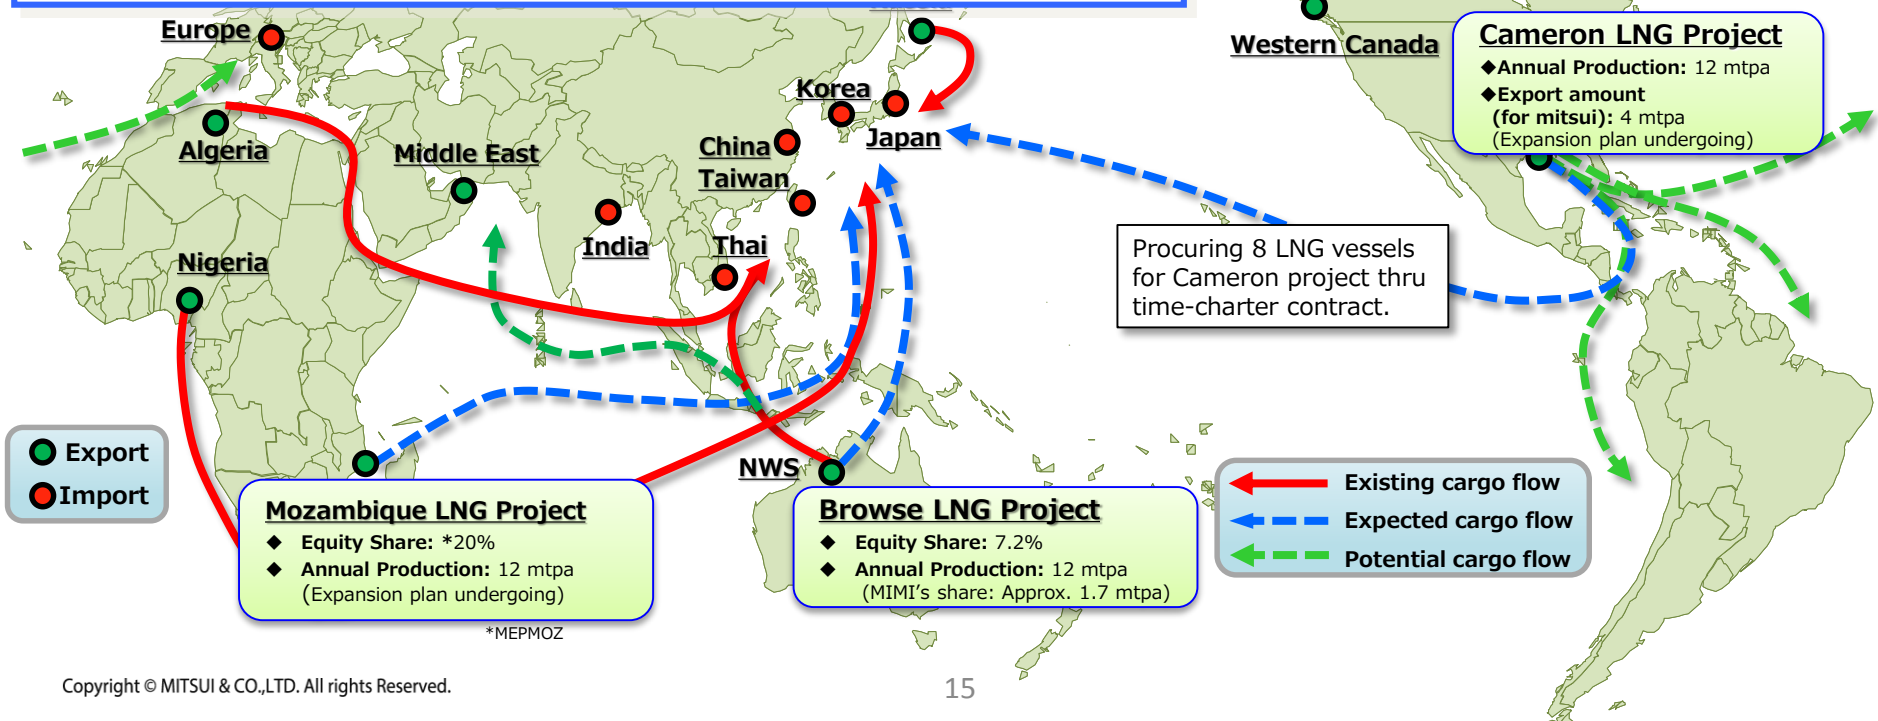 Europe
Western Canada
Cameron LNG Project
◆Annual Production: 12 mtpa
◆Export amount
(for mitsui): 4 mtpa
(Expansion plan undergoing)
Korea
Japan
China
Taiwan
Algeria
Middle East
India
Thai
Nigeria
Procuring 8 LNG vessels
for Cameron project thru
time-charter contract.
Export
Import
NWS
Mozambique LNG Project
◆ Equity Share: *20%
◆ Annual Production: 12 mtpa
(Expansion plan undergoing)
*MEPMOZ
Browse LNG Project
◆ Equity Share: 7.2%
◆ Annual Production: 12 mtpa
(MIMI's share: Approx. 1.7 mtpa)
Existing cargo flow
Expected cargo flow
Potential cargo flow
Copyright © MITSUI & CO.,LTD. All rights Reserved.
15